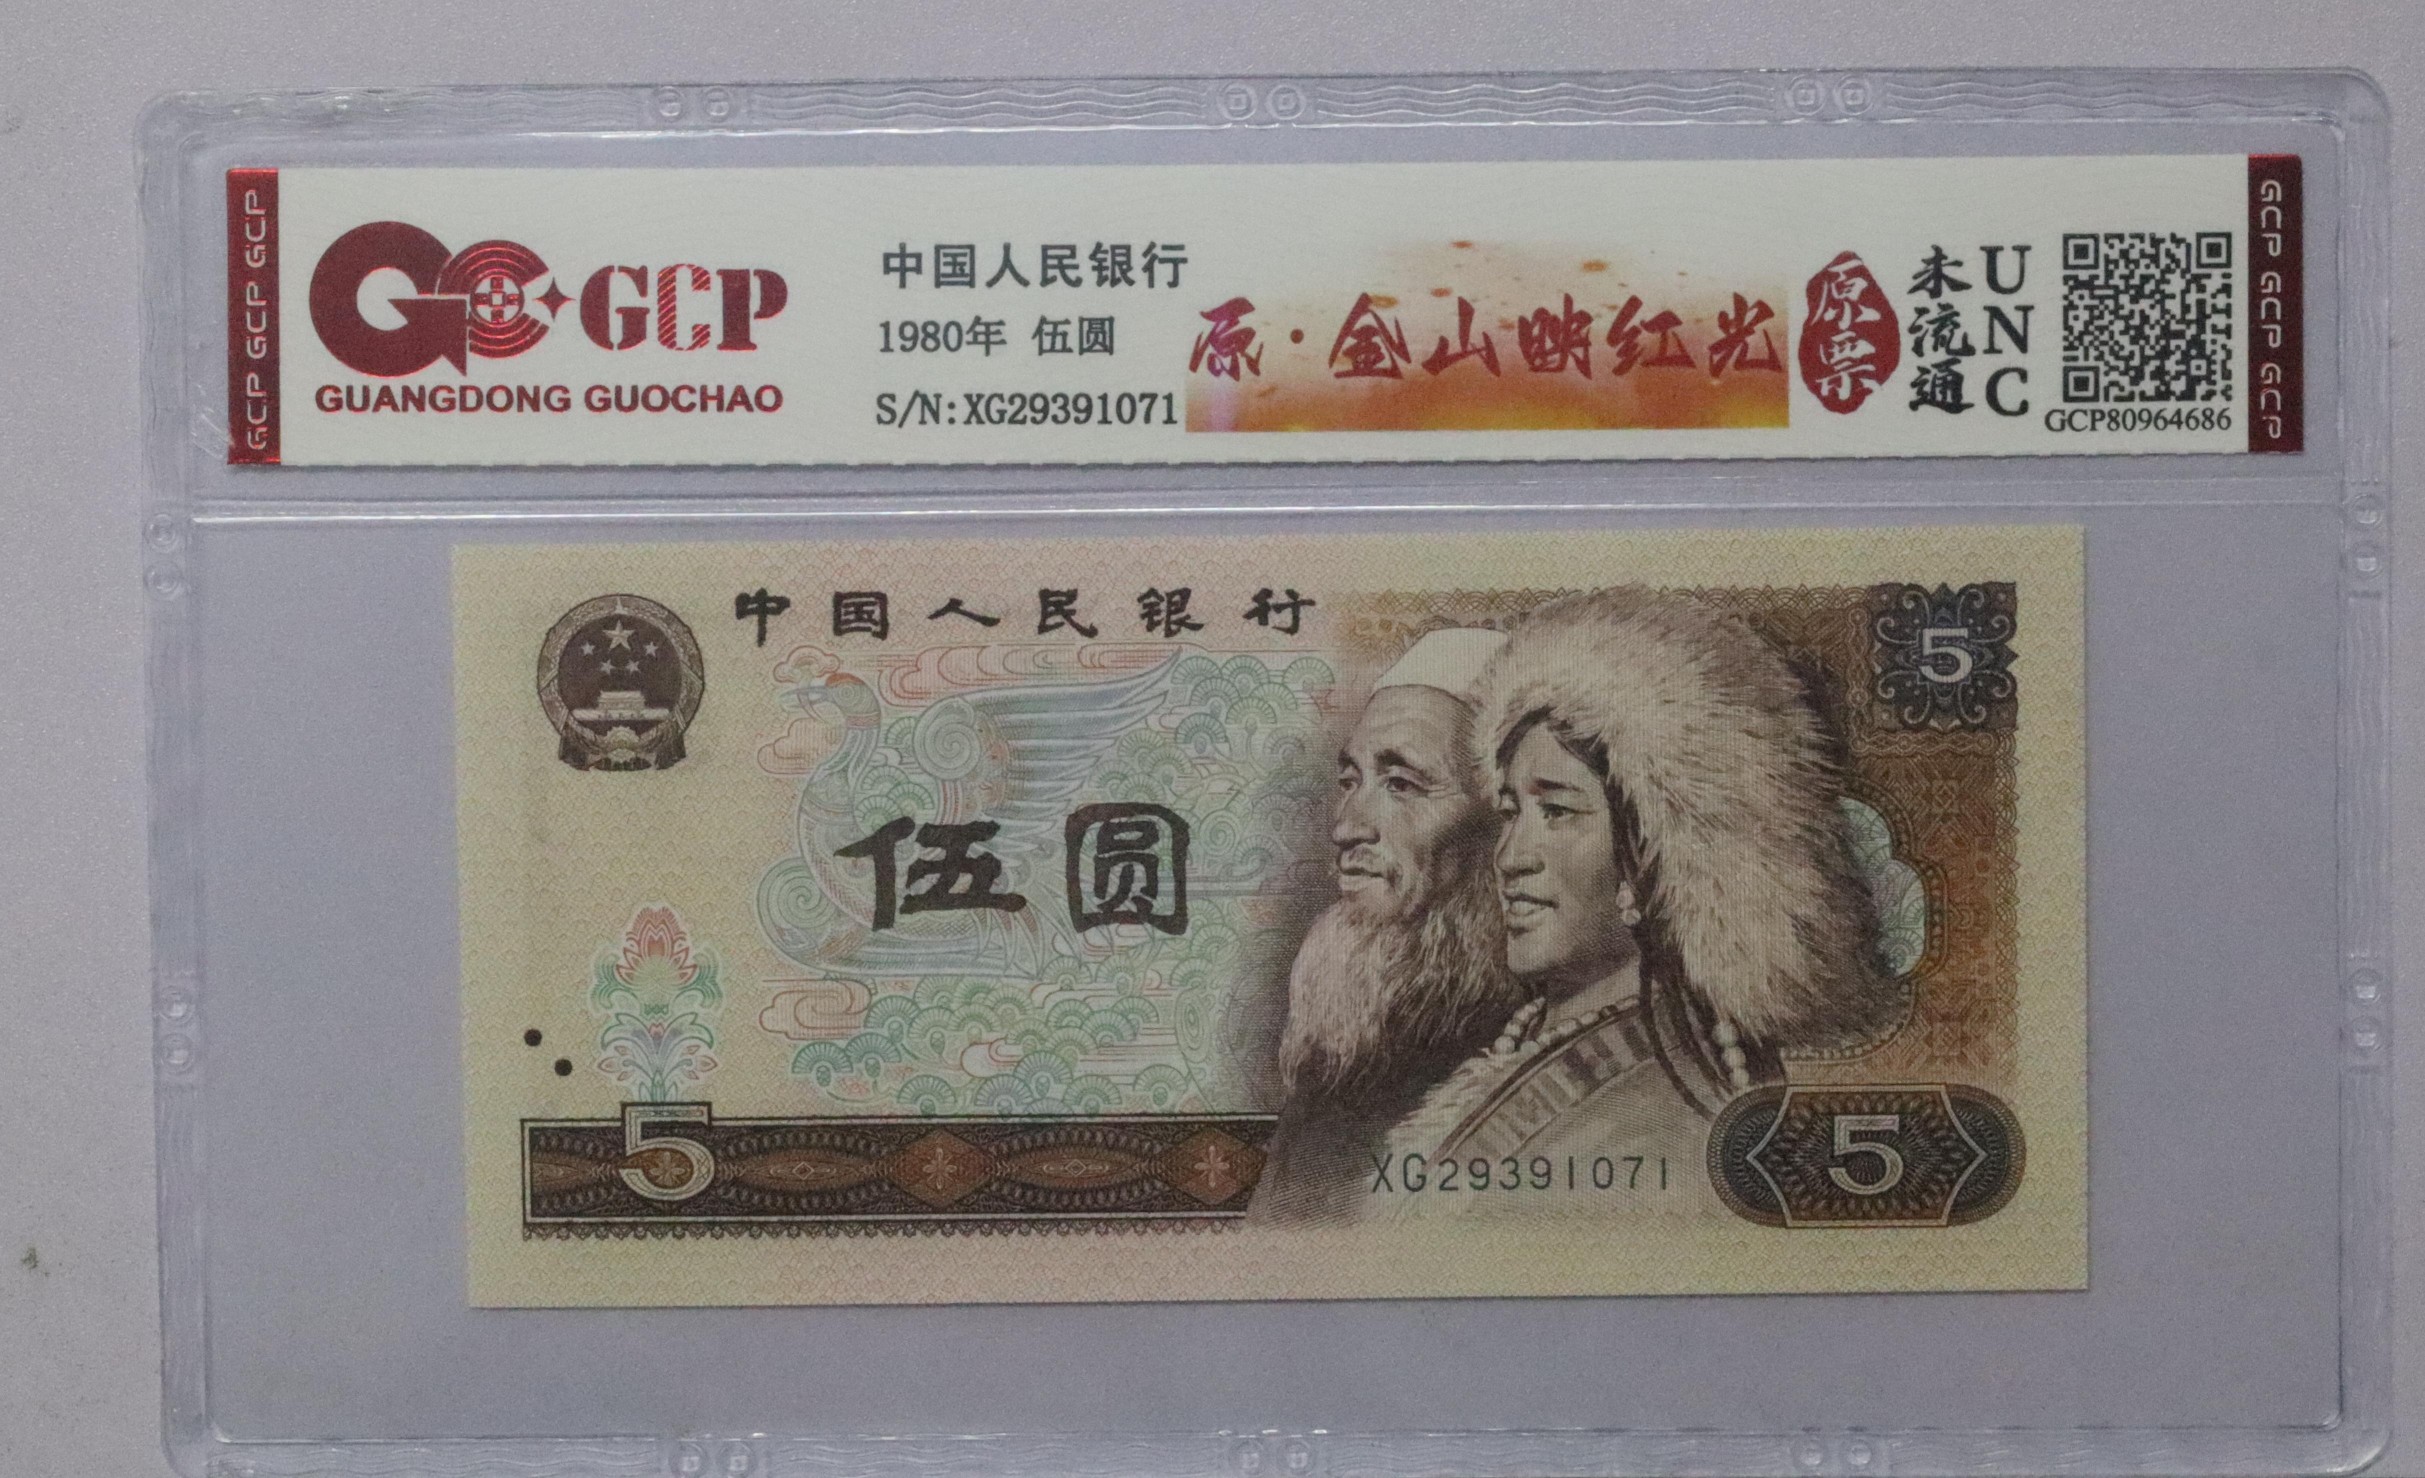 GCP GCP GCP
GCP
GUANGDONG GUOCHAO
中国人民银行
1980年 伍圆
S/N:XG29391071
原·金山映红光
原票
未流通
UNC
GCP80964686
GCP GCP GCP
中国人民银行
5
伍圆
5
XG29391071
5